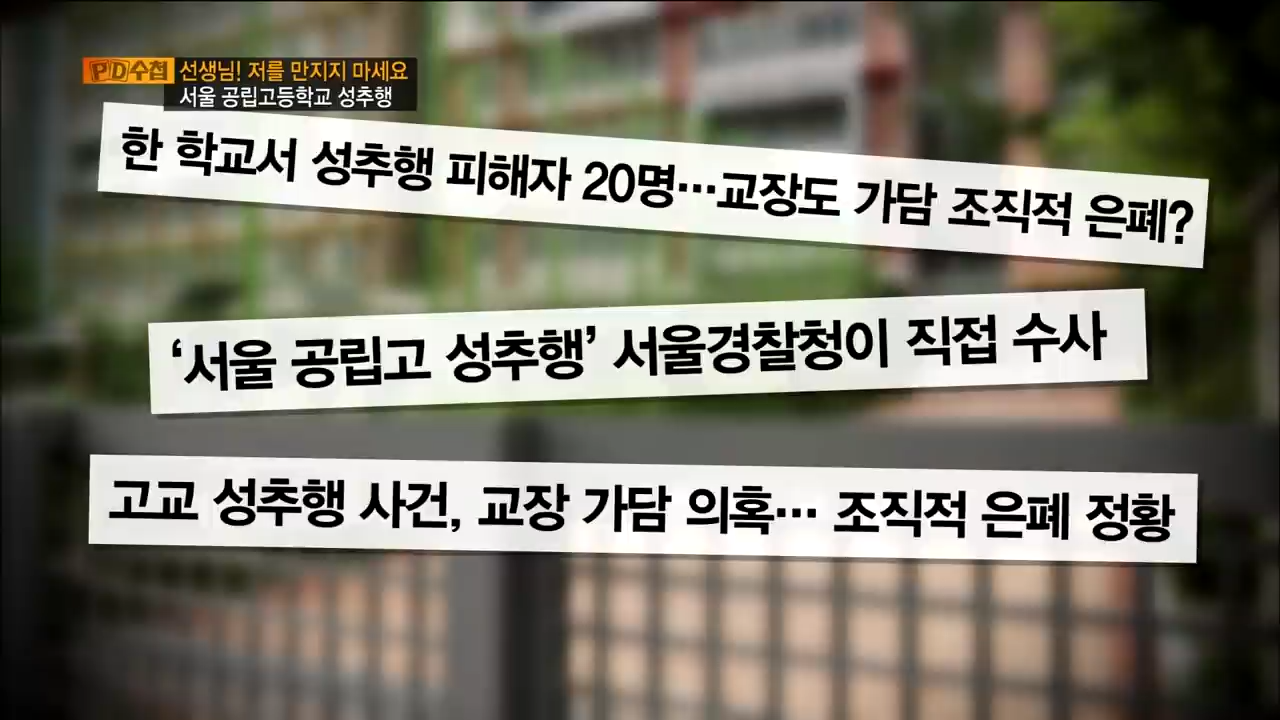 PD수첩 선생님! 저를 만지지 마세요
서울 공립고등학교 성추행
한 학교서 성추행 피해자 20명…교장도 가담 조직적 은폐?
‘서울 공립고 성추행’ 서울경찰청이 직접 수사
고교 성추행 사건, 교장 가담 의혹… 조직적 은폐 정황